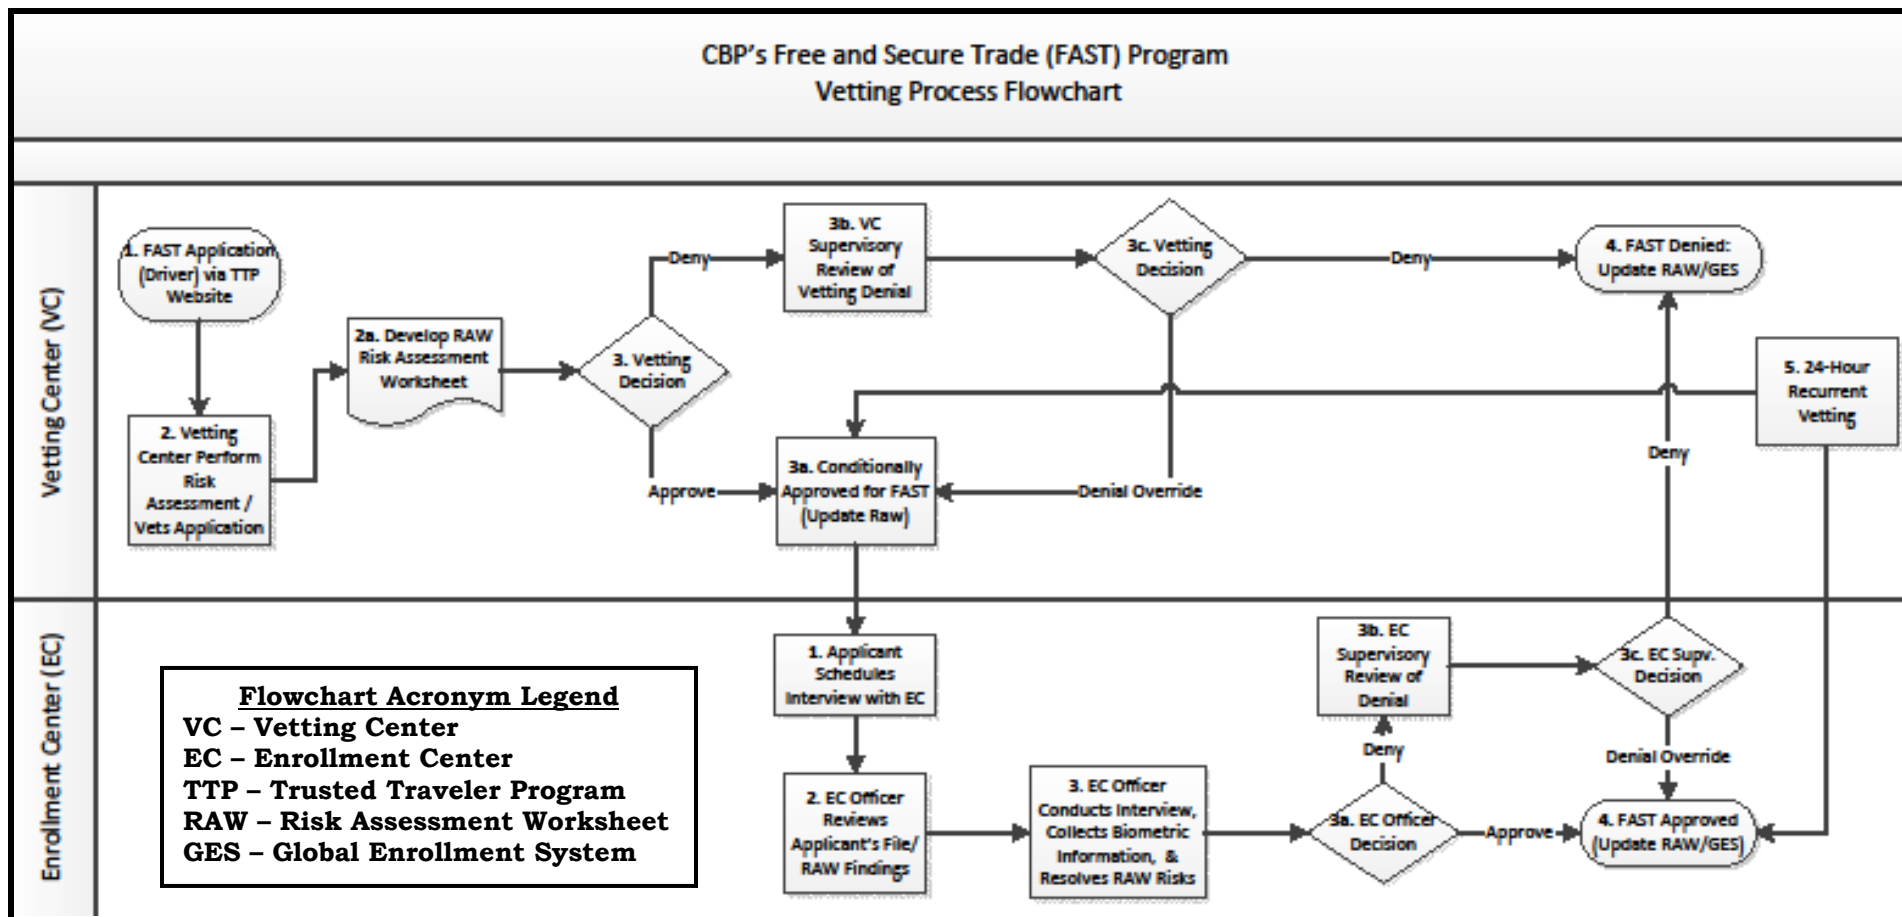 CBP's Free and Secure Trade (FAST) Program
Vetting Process Flowchart
Vetting Center (VC)
1. FAST Application
(Driver) via TTP
Website
2. Vetting
Center Perform
Risk
Assessment /
Vets Application
2a. Develop RAW
Risk Assessment
Worksheet
3. Vetting
Decision
Deny
Approve
3b. VC
Supervisory
Review of
Vetting Denial
3c. Vetting
Decision
Deny
Denial Override
3a. Conditionally
Approved for FAST
(Update Raw)
4. FAST Denied:
Update RAW/GES
5. 24-Hour
Recurrent
Vetting
Deny
Enrollment Center (EC)
1. Applicant
Schedules
Interview with EC
2. EC Officer
Reviews
Applicant's File/
RAW Findings
3. EC Officer
Conducts Interview,
Collects Biometric
Information, &
Resolves RAW Risks
3a. EC Officer
Decision
Deny
Approve
3b. EC
Supervisory
Review of
Denial
3c. EC Supv.
Decision
Denial Override
4. FAST Approved
(Update RAW/GES)
Flowchart Acronym Legend
VC – Vetting Center
EC – Enrollment Center
TTP – Trusted Traveler Program
RAW – Risk Assessment Worksheet
GES – Global Enrollment System